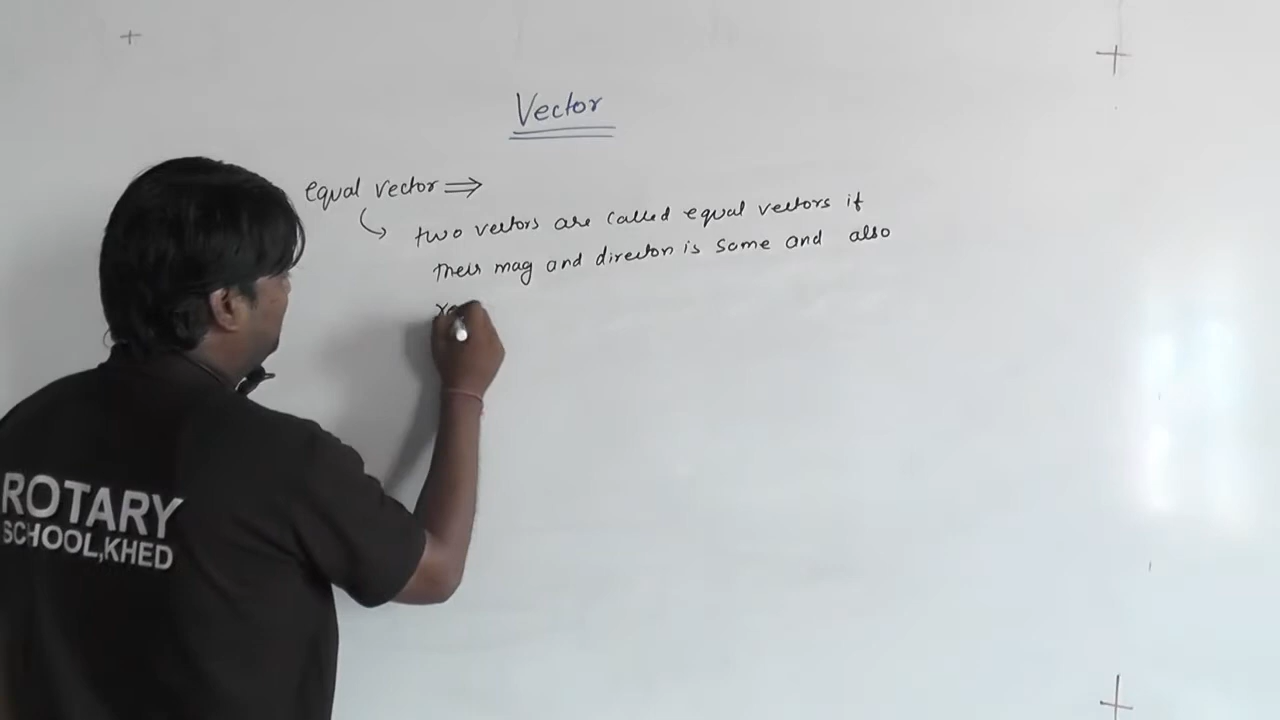 Vector
equal vector ⇒
two vectors are called equal vectors if
their mag and direction is same and also
ROTARY
SCHOOL,KHED